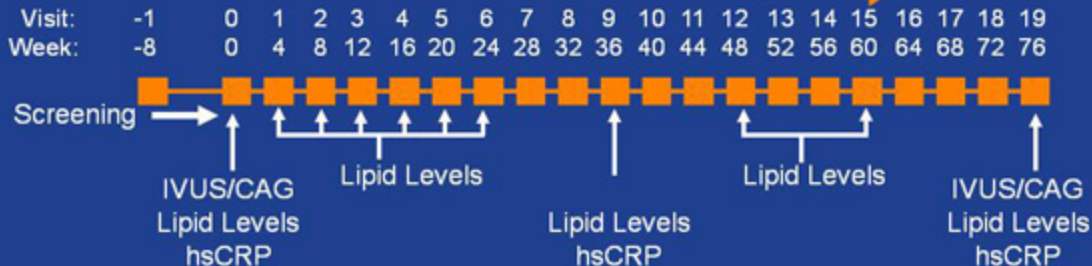 Visit: -1 0 1 2 3 4 5 6 7 8 9 10 11 12 13 14 15 16 17 18 19
Week: -8 0 4 8 12 16 20 24 28 32 36 40 44 48 52 56 60 64 68 72 76
Screening
Lipid Levels
Lipid Levels
IVUS/CAG
Lipid Levels
hsCRP
Lipid Levels
hsCRP
IVUS/CAG
Lipid Levels
hsCRP